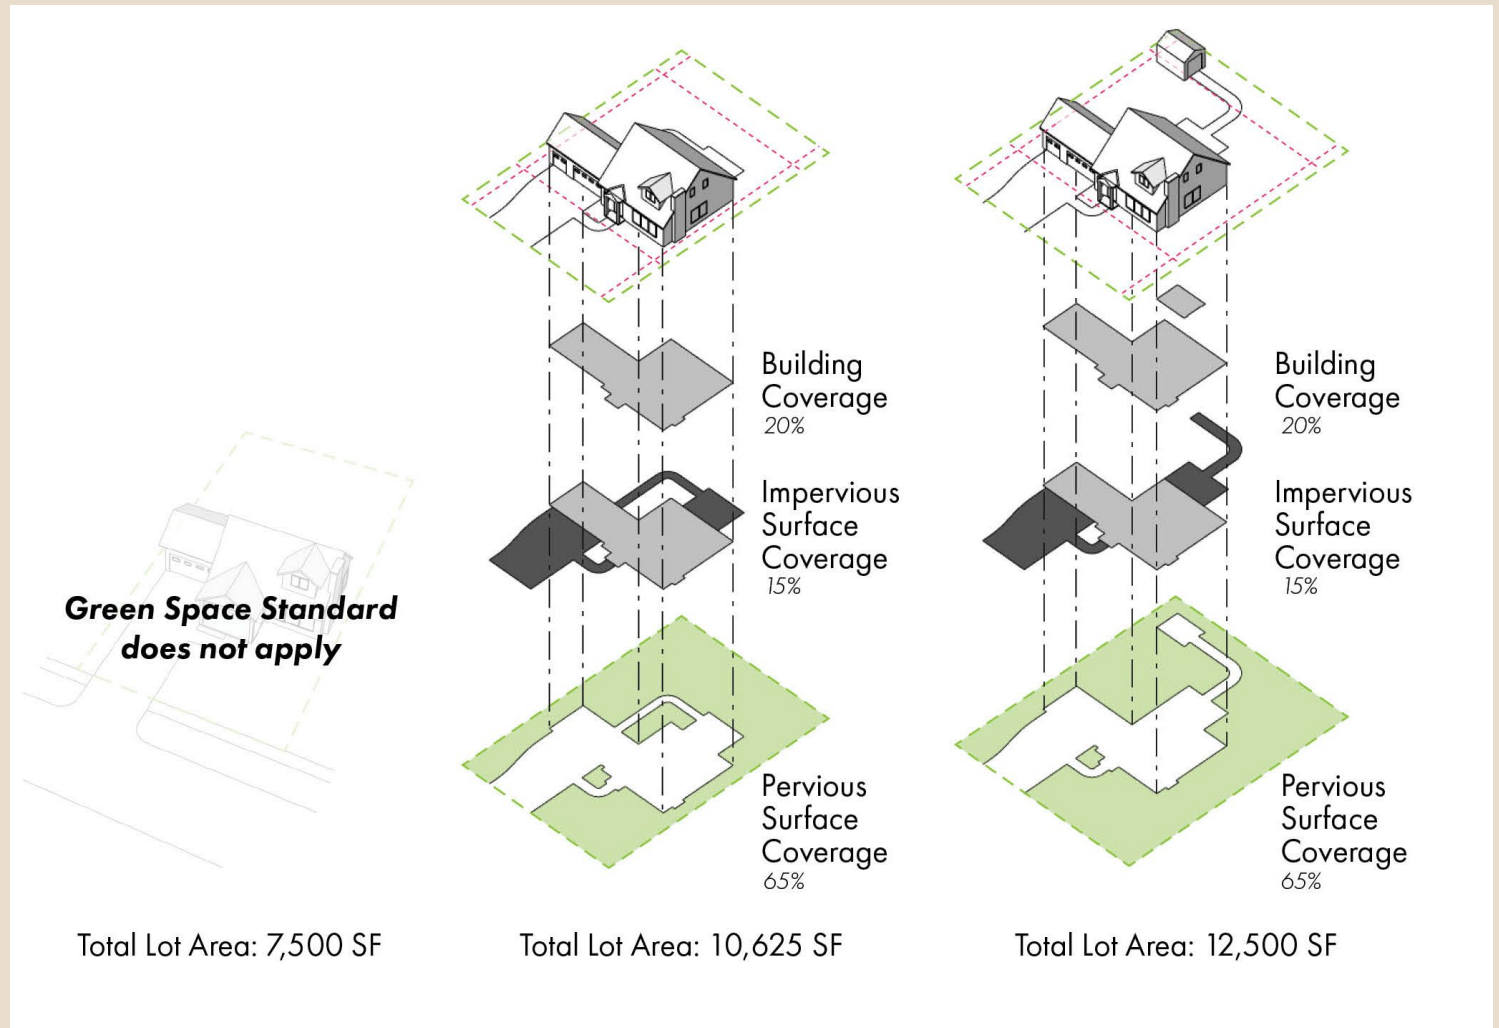 Green Space Standard
does not apply
Total Lot Area: 7,500 SF
Building
Coverage
20%
Impervious
Surface
Coverage
15%
Pervious
Surface
Coverage
65%
Total Lot Area: 10,625 SF
Building
Coverage
20%
Impervious
Surface
Coverage
15%
Pervious
Surface
Coverage
65%
Total Lot Area: 12,500 SF